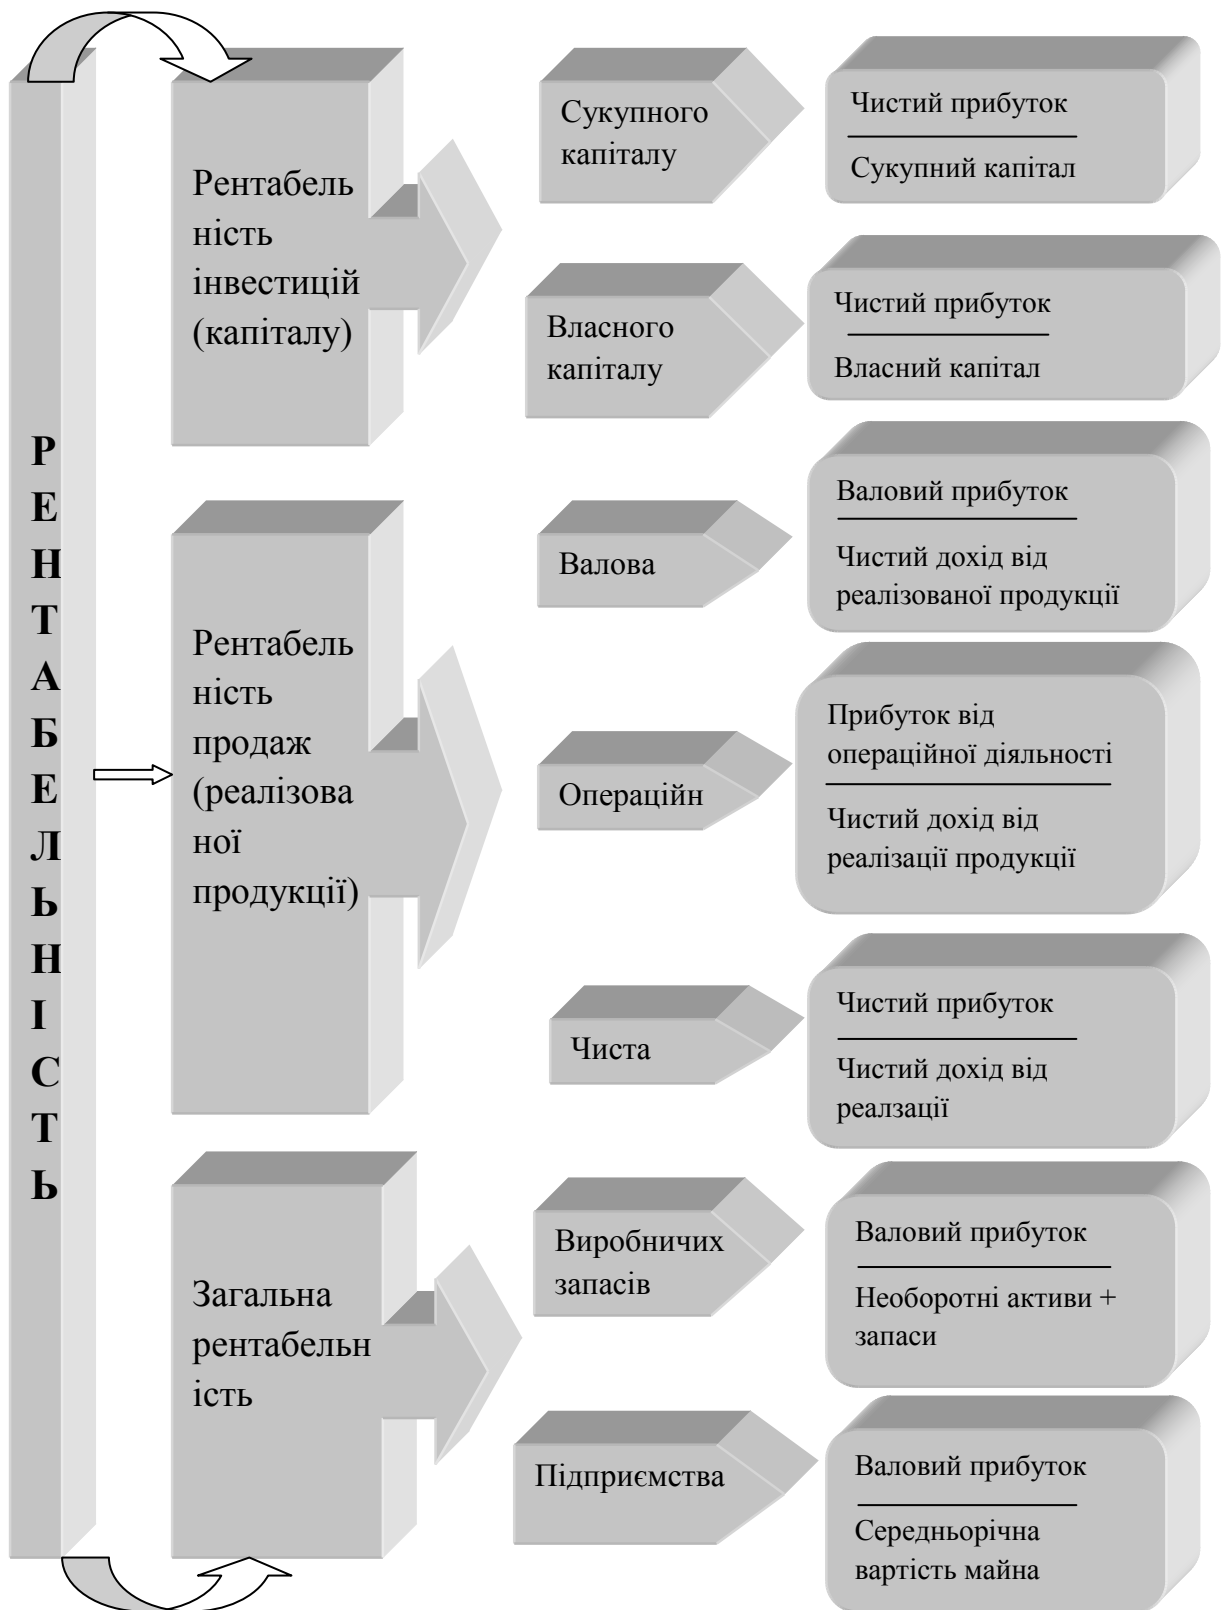 РЕНТАБЕЛЬНІСТЬ
Рентабель
ність
інвестицій
(капіталу)
Сукупного
капіталу
Чистий прибуток
Сукупний капітал
Власного
капіталу
Чистий прибуток
Власний капітал
Рентабель
ність
продаж
(реалізова
ної
продукції)
Валова
Валовий прибуток
Чистий дохід від
реалізованої продукції
Операційн
Прибуток від
операційної діяльності
Чистий дохід від
реалізації продукції
Чиста
Чистий прибуток
Чистий дохід від
реалзації
Загальна
рентабельн
ість
Виробничих
запасів
Валовий прибуток
Необоротні активи +
запаси
Підприємства
Валовий прибуток
Середньорічна
вартість майна